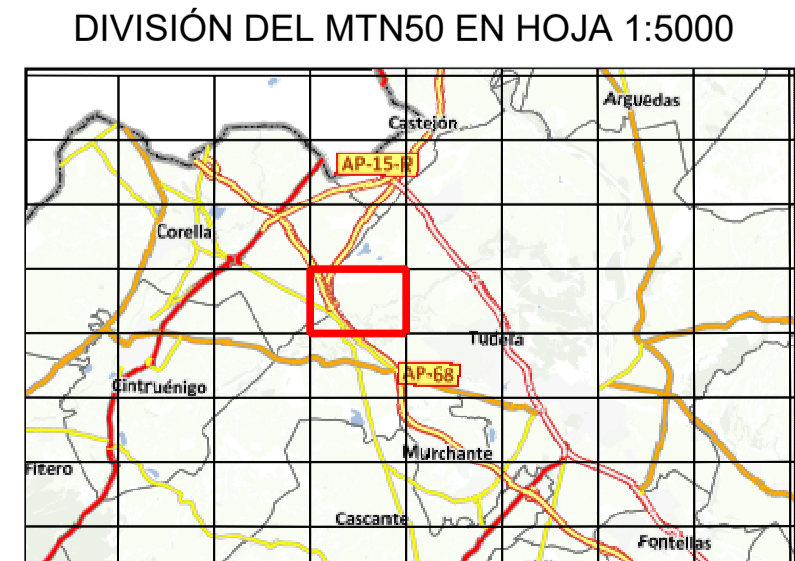 DIVISIÓN DEL MTN50 EN HOJA 1:5000
Arguedas
Castejón
AP-15-R
Corella
Tudela
AP-68
Cintruénigo
Murchante
Fitero
Cascante
Fontellas